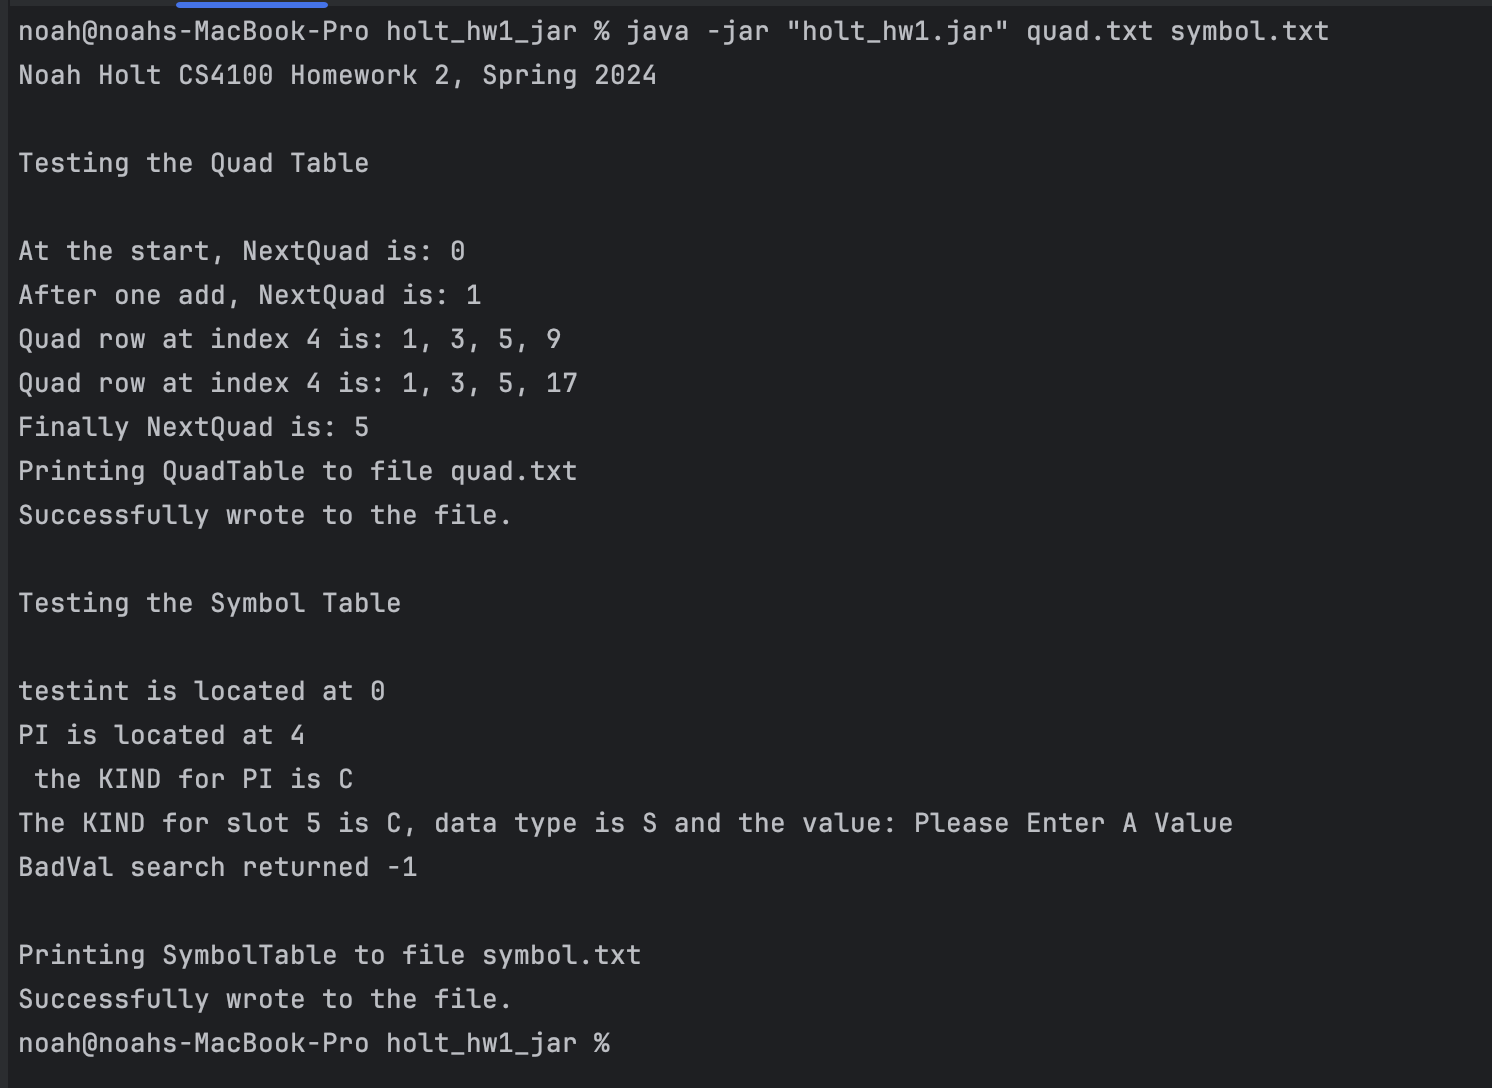 noah@noahs-MacBook-Pro holt_hw1_jar % java -jar "holt_hw1.jar" quad.txt symbol.txt
Noah Holt CS4100 Homework 2, Spring 2024
Testing the Quad Table
At the start, NextQuad is: 0
After one add, NextQuad is: 1
Quad row at index 4 is: 1, 3, 5, 9
Quad row at index 4 is: 1, 3, 5, 17
Finally NextQuad is: 5
Printing QuadTable to file quad.txt
Successfully wrote to the file.
Testing the Symbol Table
testint is located at 0
PI is located at 4
 the KIND for PI is C
The KIND for slot 5 is C, data type is S and the value: Please Enter A Value
BadVal search returned -1
Printing SymbolTable to file symbol.txt
Successfully wrote to the file.
noah@noahs-MacBook-Pro holt_hw1_jar %